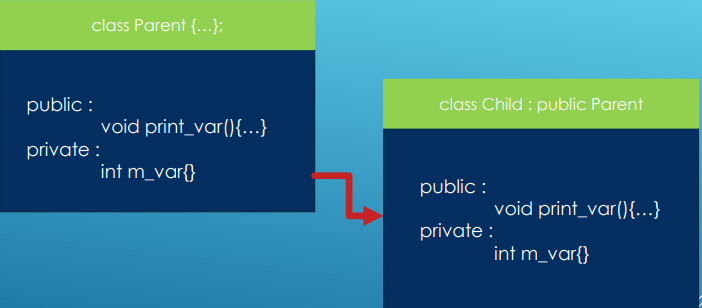 class Parent {…};
public :
void print_var(){…}
private :
int m_var{}
class Child : public Parent
public :
void print_var(){…}
private :
int m_var{}